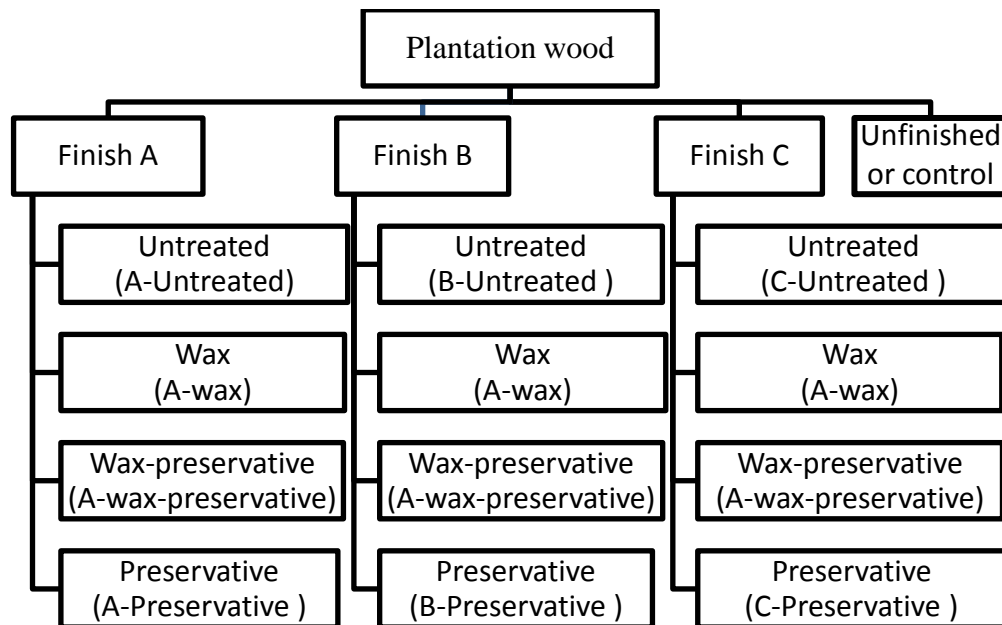 Plantation wood
Finish A
Finish B
Finish C
Unfinished
or control
Untreated
(A-Untreated)
Untreated
(B-Untreated )
Untreated
(C-Untreated )
Wax
(A-wax)
Wax
(A-wax)
Wax
(A-wax)
Wax-preservative
(A-wax-preservative)
Wax-preservative
(A-wax-preservative)
Wax-preservative
(A-wax-preservative)
Preservative
(A-Preservative )
Preservative
(B-Preservative )
Preservative
(C-Preservative )